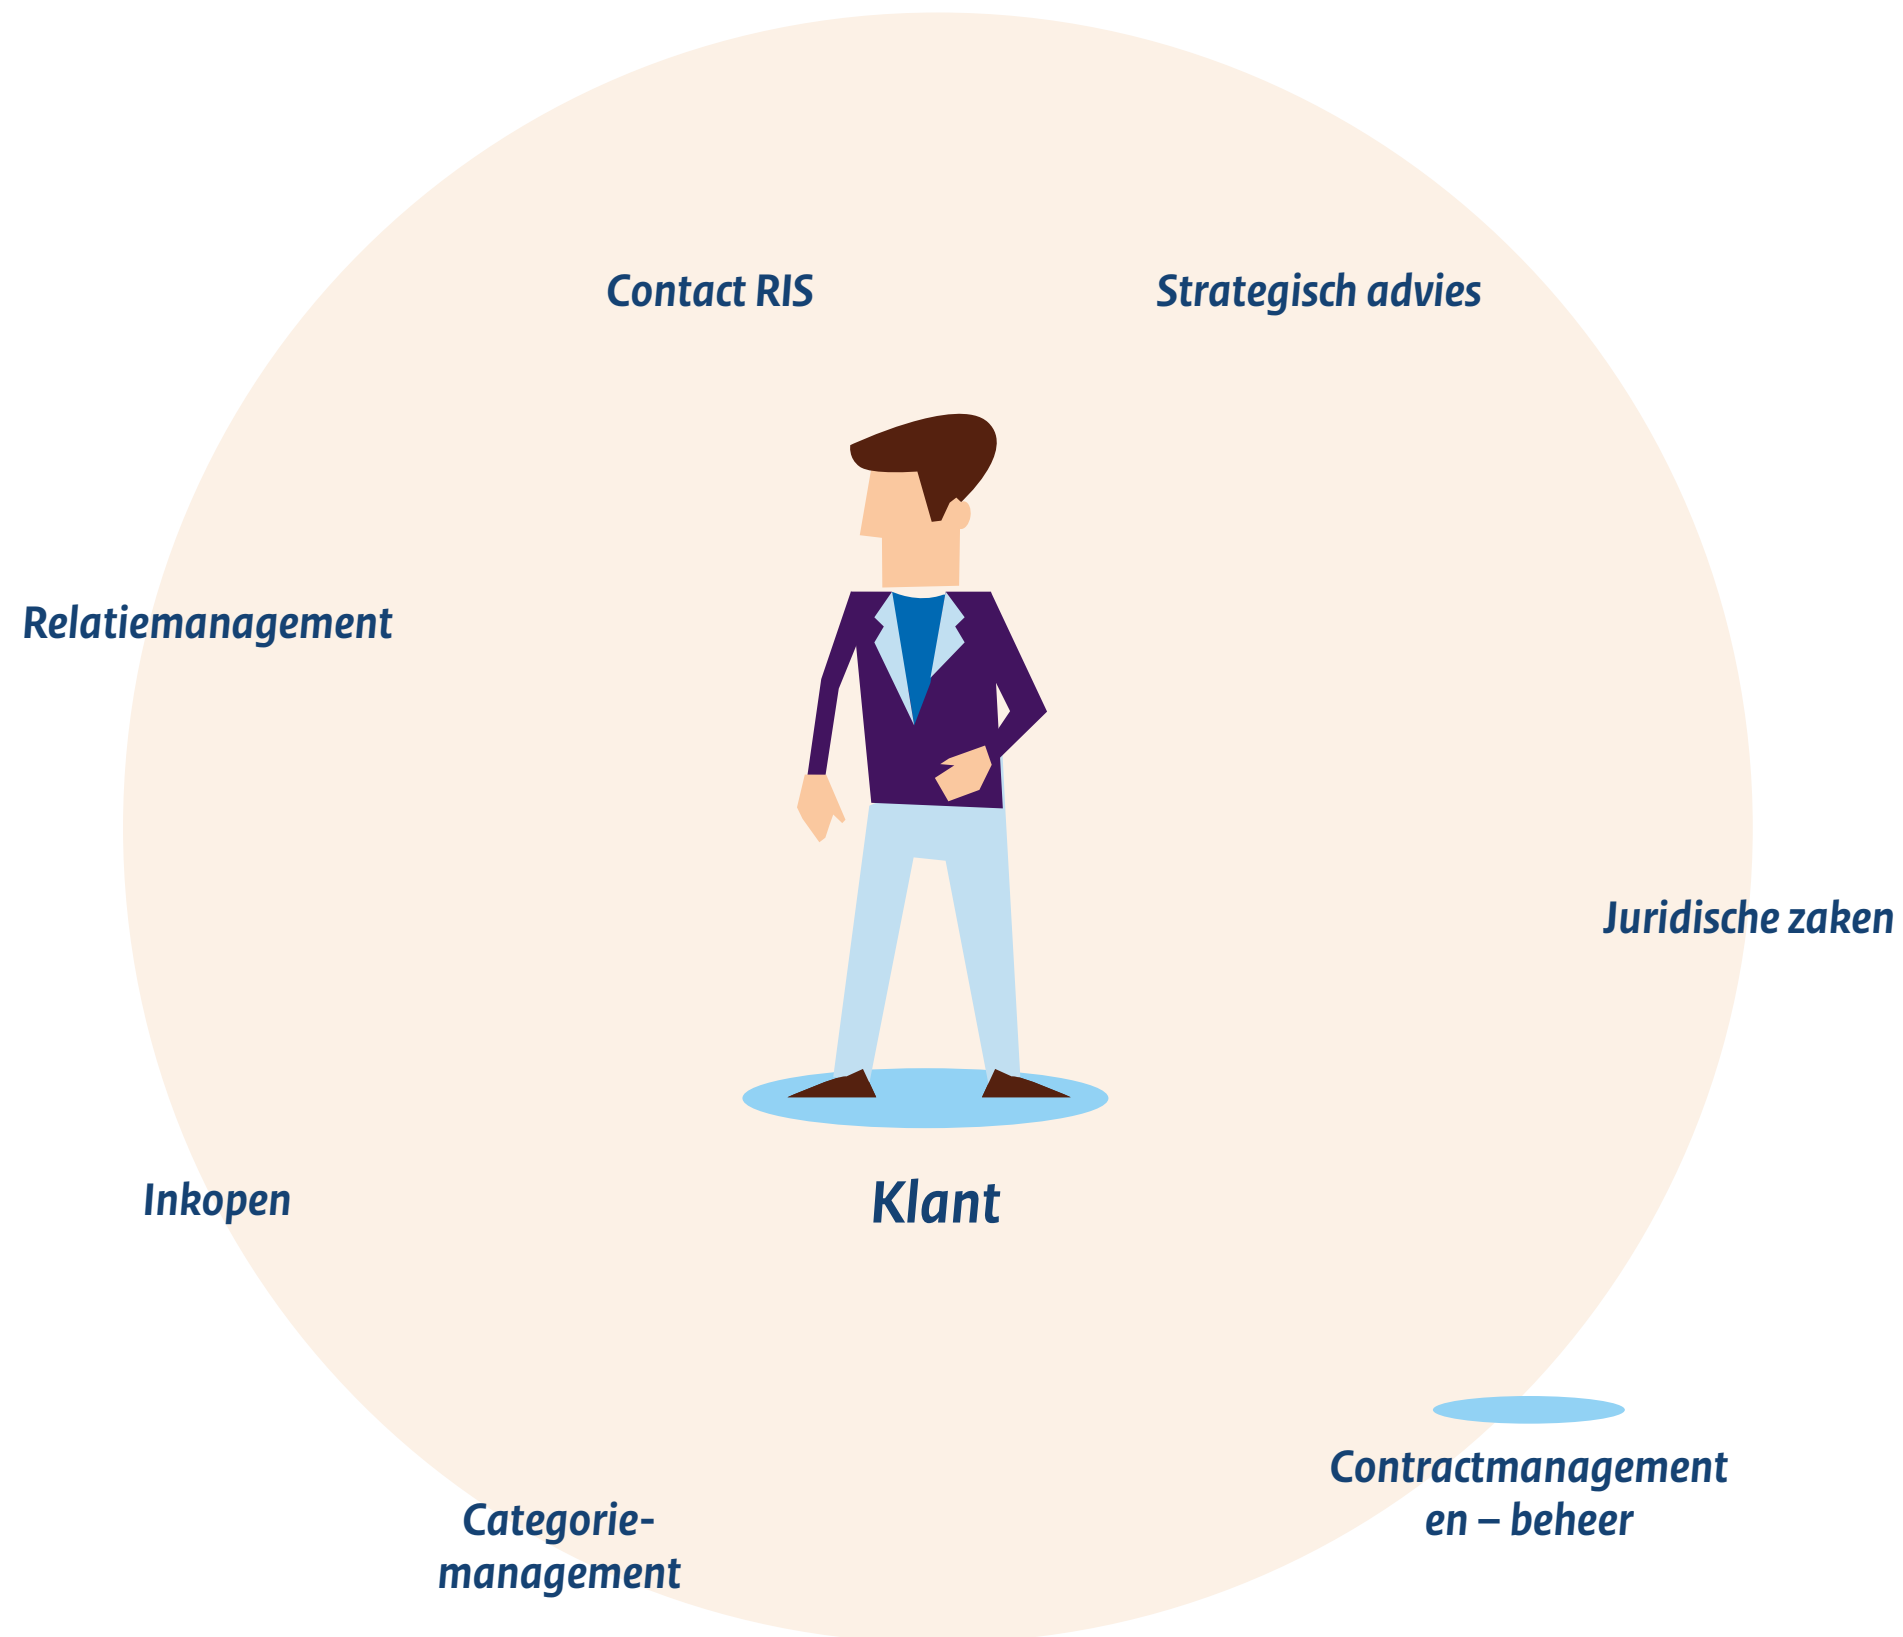 Contact RIS
Strategisch advies
Relatiemanagement
Juridische zaken
Inkopen
Klant
Contractmanagement
en – beheer
Categorie-
management